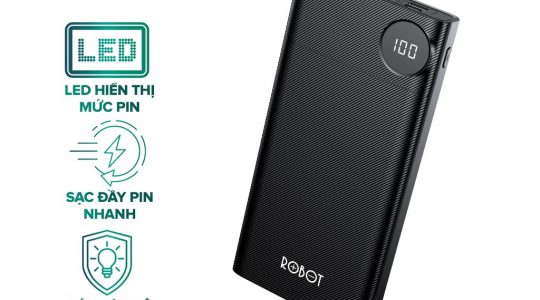 LED
LED HIỂN THỊ
MỨC PIN
SẠC ĐẦY PIN
NHANH
100
ROBOT